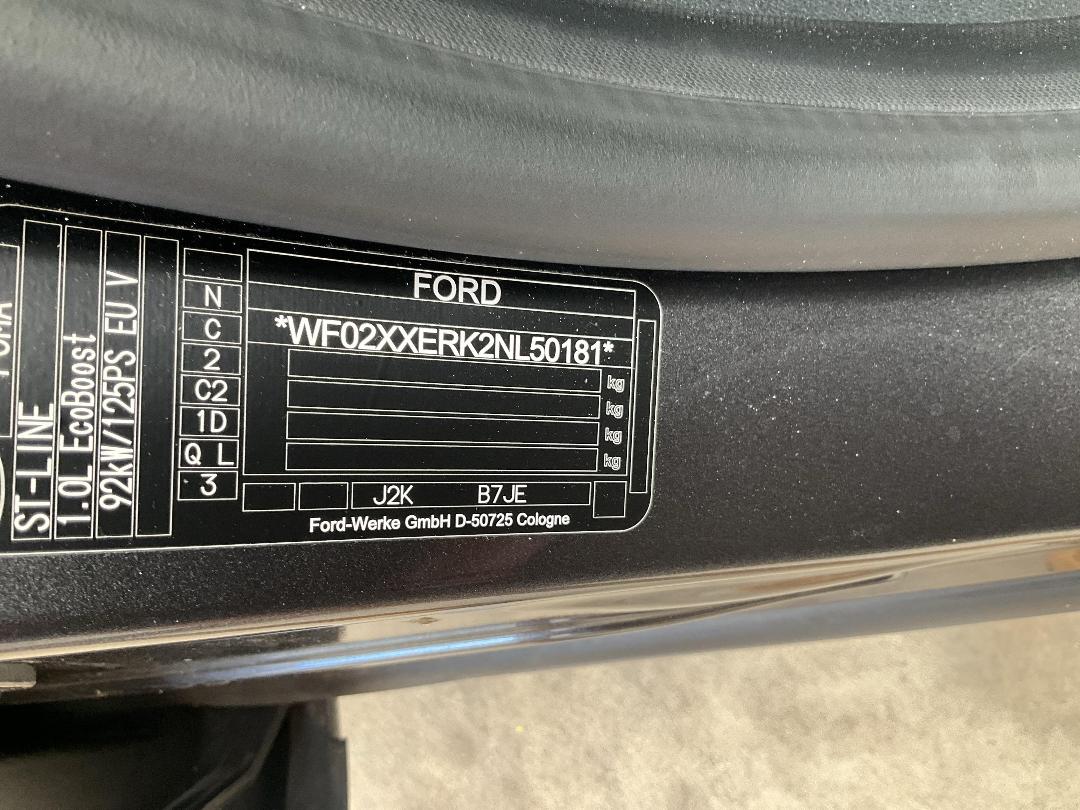 FORD
*WF02XXERK2NL50181*
kg
kg
kg
kg
J2K B7JE
Ford-Werke GmbH D-50725 Cologne
N
C
2
C2
1D
Q L
3
ST-LINE
1.0L EcoBoost
92kW/125PS EU V